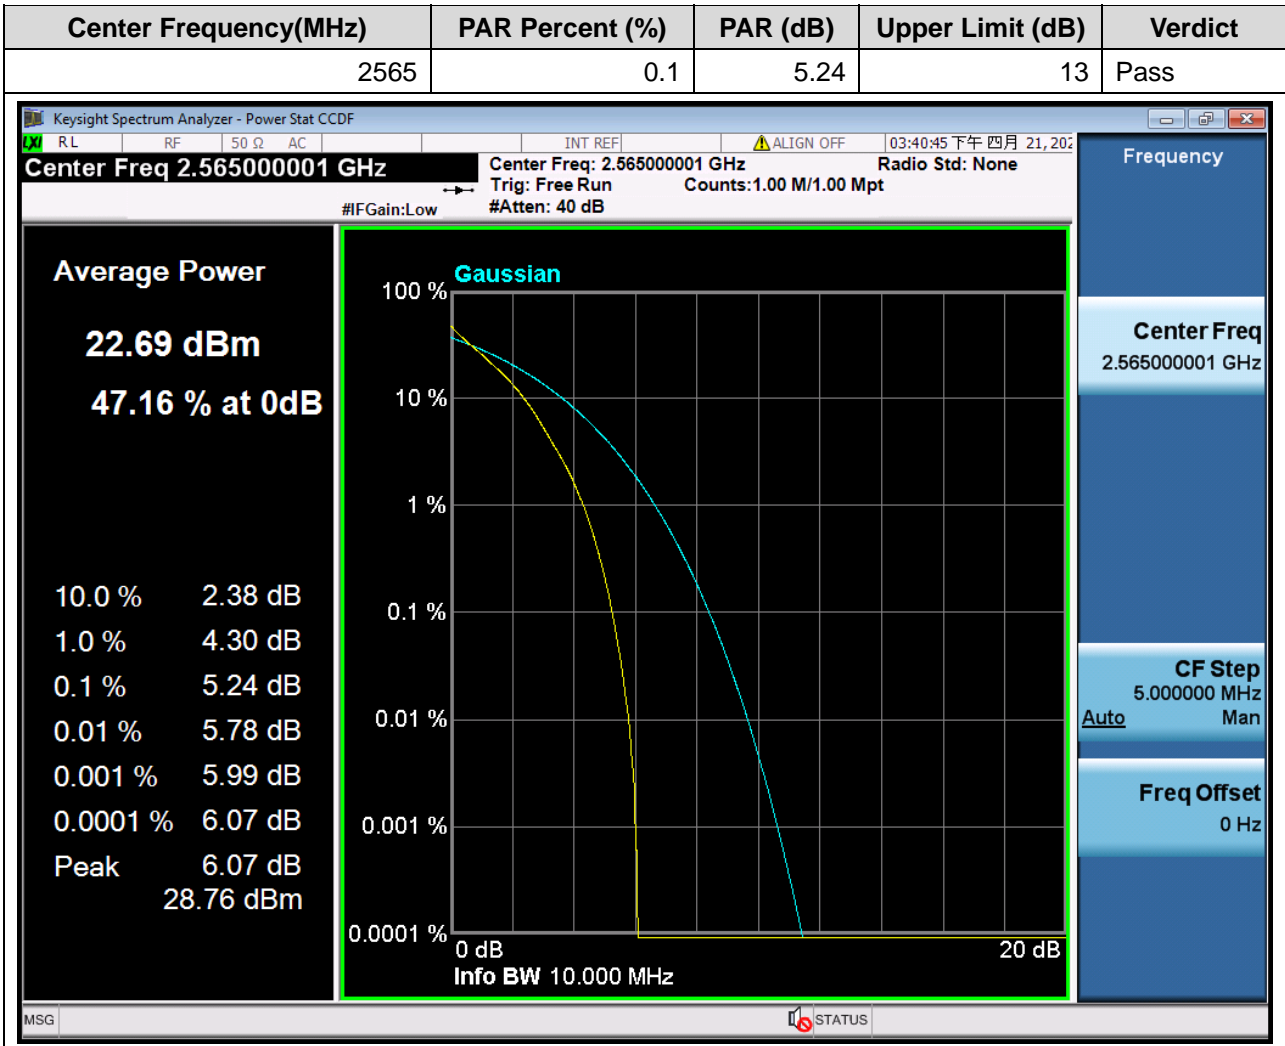 Center Frequency(MHz) PAR Percent (%) PAR (dB) Upper Limit (dB) Verdict
2565 0.1 5.24 13 Pass
Keysight Spectrum Analyzer - Power Stat CCDF
LXI RL RF 50 Ω AC INT REF ALIGN OFF 03:40:45 下午 四月 21, 202
Center Freq 2.565000001 GHz
#IFGain:Low
Center Freq: 2.565000001 GHz Radio Std: None
Trig: Free Run Counts:1.00 M/1.00 Mpt
#Atten: 40 dB
Average Power
22.69 dBm
47.16 % at 0dB
10.0 % 2.38 dB
1.0 % 4.30 dB
0.1 % 5.24 dB
0.01 % 5.78 dB
0.001 % 5.99 dB
0.0001 % 6.07 dB
Peak 6.07 dB
28.76 dBm
Gaussian
100 %
10 %
1 %
0.1 %
0.01 %
0.001 %
0.0001 %
0 dB 20 dB
Info BW 10.000 MHz
Frequency
Center Freq
2.565000001 GHz
CF Step
5.000000 MHz
Auto Man
Freq Offset
0 Hz
MSG STATUS